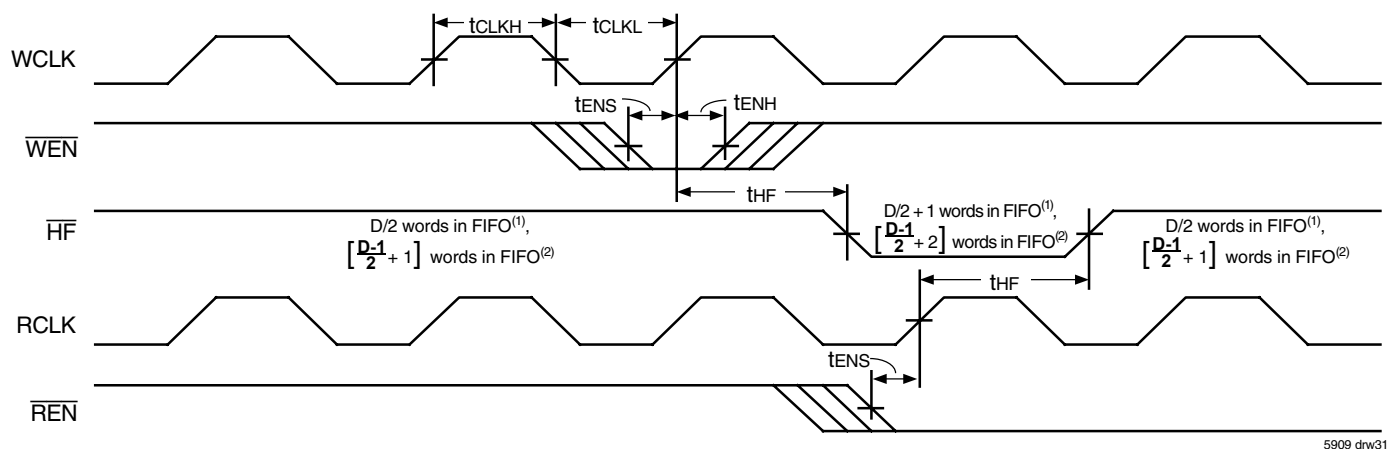 tCLKH tCLKL
WCLK
tENS tENH
WEN
tHF
HF
D/2 words in FIFO(1),
[D-1/2 + 1] words in FIFO(2)
D/2 + 1 words in FIFO(1),
[D-1/2 + 2] words in FIFO(2)
D/2 words in FIFO(1),
[D-1/2 + 1] words in FIFO(2)
tHF
RCLK
tENS
REN
5909 drw31